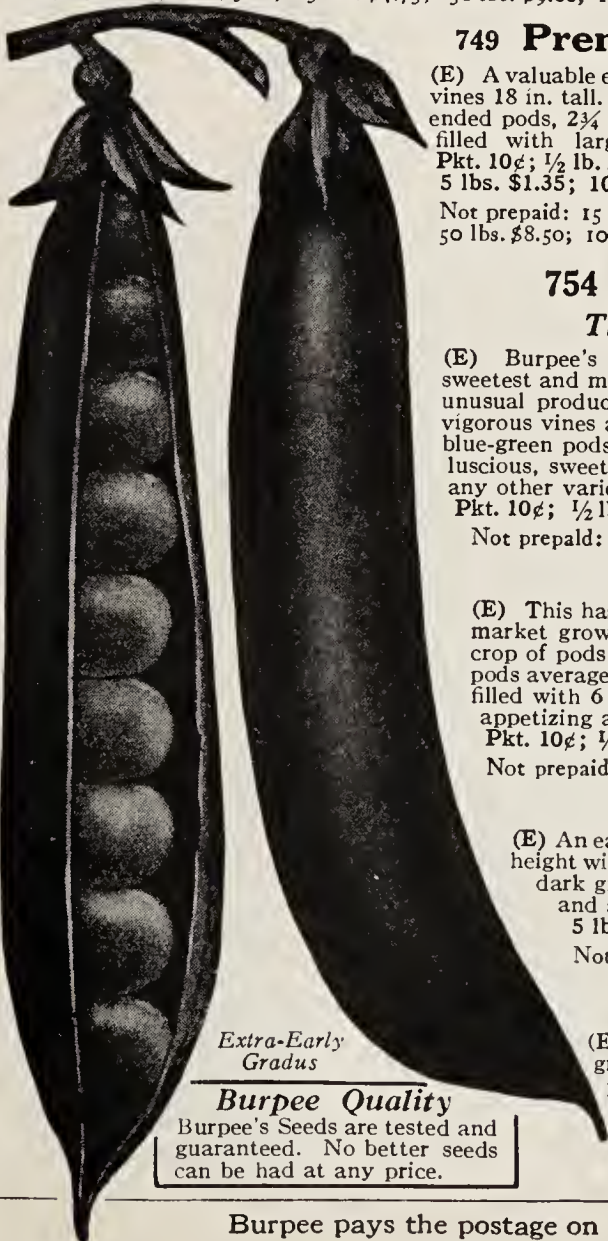 749 Prem
(E) A valuable e
vines 18 in. tall.
ended pods, 2¾
filled with larg
Pkt. 10¢; ½ lb.
5 lbs. $1.35; 10
Not prepaid: 15
50 lbs. $8.50; 10
754
T
(E) Burpee's
sweetest and m
unusual produc
vigorous vines a
blue-green pods
luscious, sweet
any other varie
Pkt. 10¢; ½ l
Not prepaid:
(E) This ha
market grow
crop of pods
pods average
filled with 6
appetizing a
Pkt. 10¢;
Not prepaid
(E) An ea
height wi
dark g
and
5 lb
Not
(E
g
Extra-Early
Gradus
Burpee Quality
Burpee's Seeds are tested and
guaranteed. No better seeds
can be had at any price.
Burpee pays the postage on